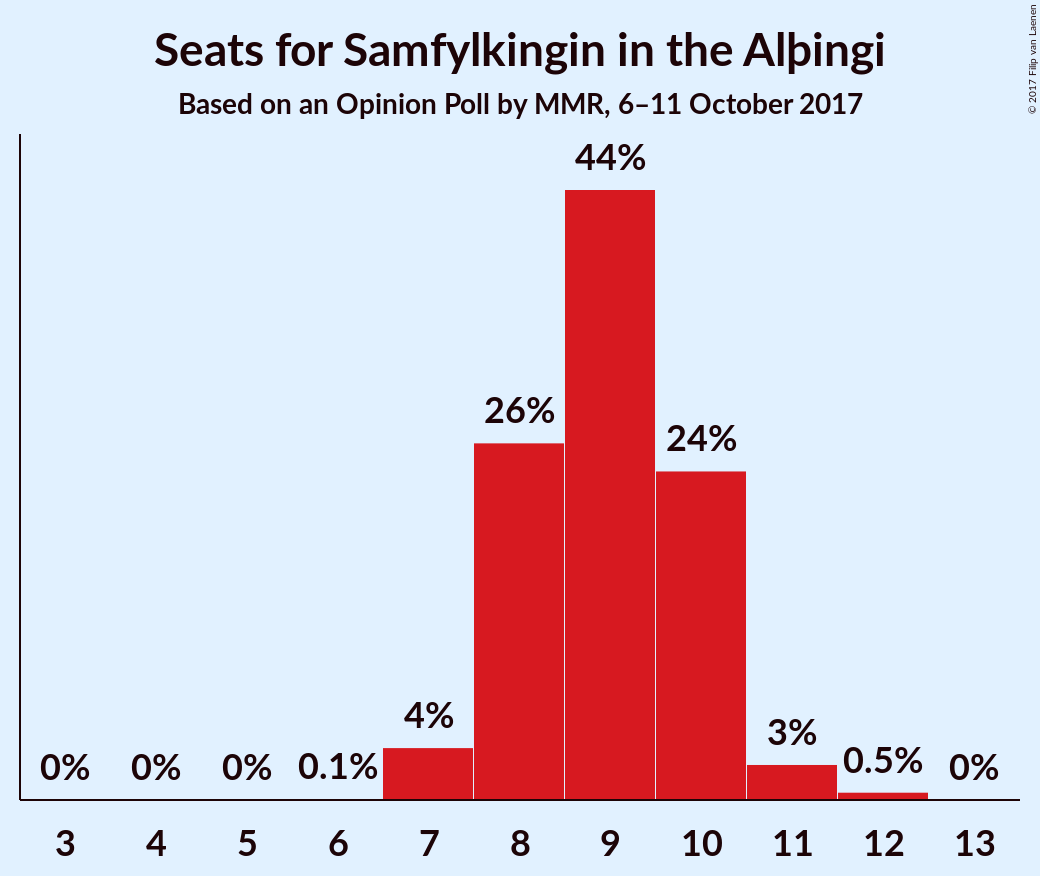 Seats for Samfylkingin in the Alþingi
Based on an Opinion Poll by MMR, 6–11 October 2017
© 2017 Filip van Laenen
44%
26%
24%
4%
3%
0% 0% 0% 0.1% 0.5% 0%
3 4 5 6 7 8 9 10 11 12 13